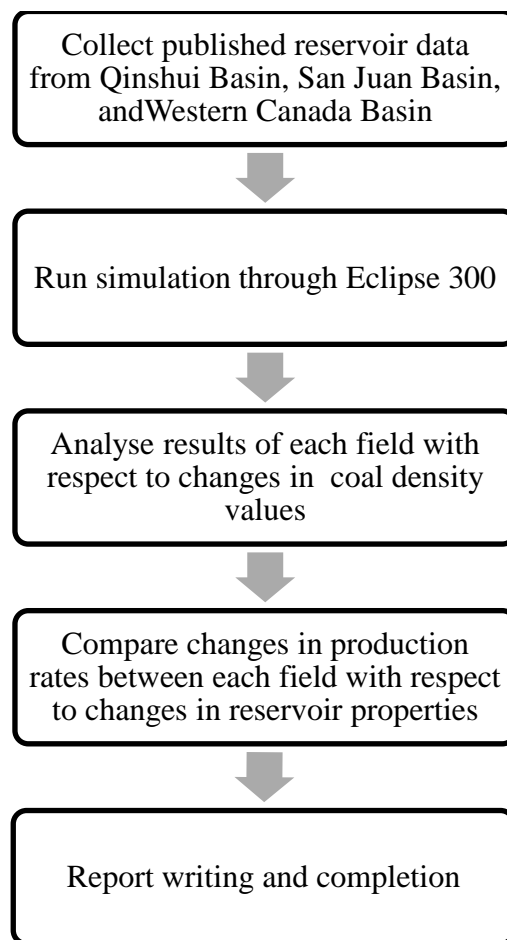 Collect published reservoir data
from Qinshui Basin, San Juan Basin,
andWestern Canada Basin
Run simulation through Eclipse 300
Analyse results of each field with
respect to changes in coal density
values
Compare changes in production
rates between each field with respect
to changes in reservoir properties
Report writing and completion